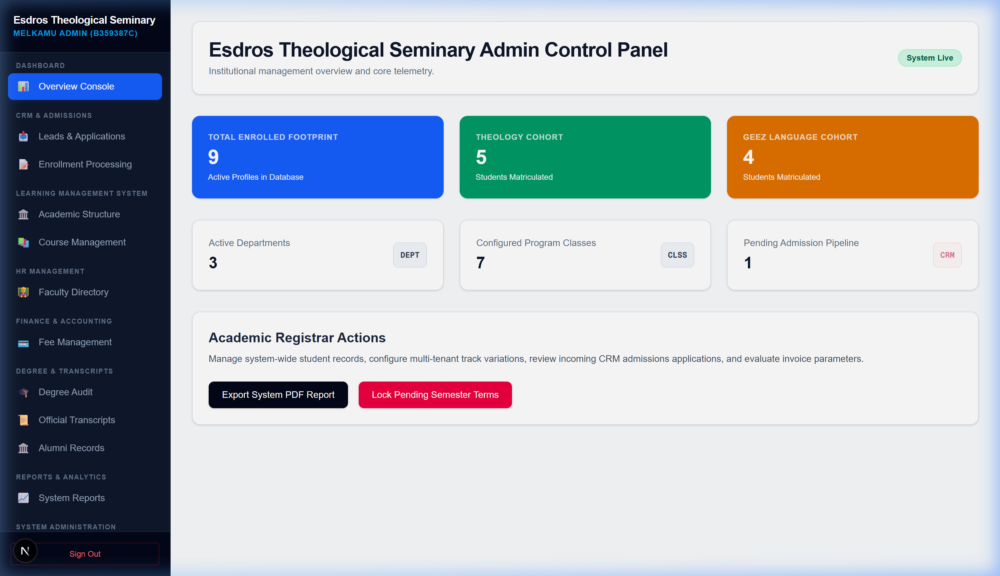 Esdros Theological Seminary
MELKAMU ADMIN (B359387C)
DASHBOARD
Overview Console
CRM & ADMISSIONS
Leads & Applications
Enrollment Processing
LEARNING MANAGEMENT SYSTEM
Academic Structure
Course Management
HR MANAGEMENT
Faculty Directory
FINANCE & ACCOUNTING
Fee Management
DEGREE & TRANSCRIPTS
Degree Audit
Official Transcripts
Alumni Records
REPORTS & ANALYTICS
System Reports
SYSTEM ADMINISTRATION
N
Sign Out
Esdros Theological Seminary Admin Control Panel
Institutional management overview and core telemetry.
System Live
TOTAL ENROLLED FOOTPRINT
9
Active Profiles in Database
THEOLOGY COHORT
5
Students Matriculated
GEEZ LANGUAGE COHORT
4
Students Matriculated
Active Departments
3
DEPT
Configured Program Classes
7
CLSS
Pending Admission Pipeline
1
CRM
Academic Registrar Actions
Manage system-wide student records, configure multi-tenant track variations, review incoming CRM admissions applications, and evaluate invoice parameters.
Export System PDF Report
Lock Pending Semester Terms